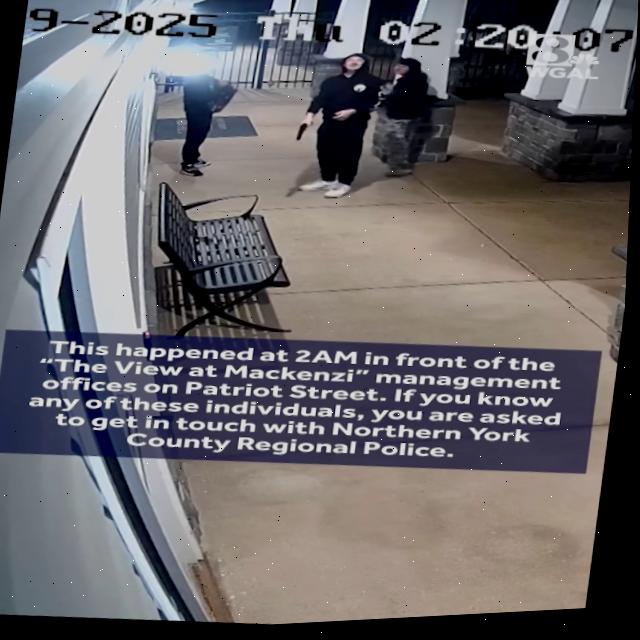 9-2025 Thu 02:20:07
8
WGAL
This happened at 2AM in front of the
“The View at Mackenzi” management
offices on Patriot Street. If you know
any of these individuals, you are asked
to get in touch with Northern York
County Regional Police.